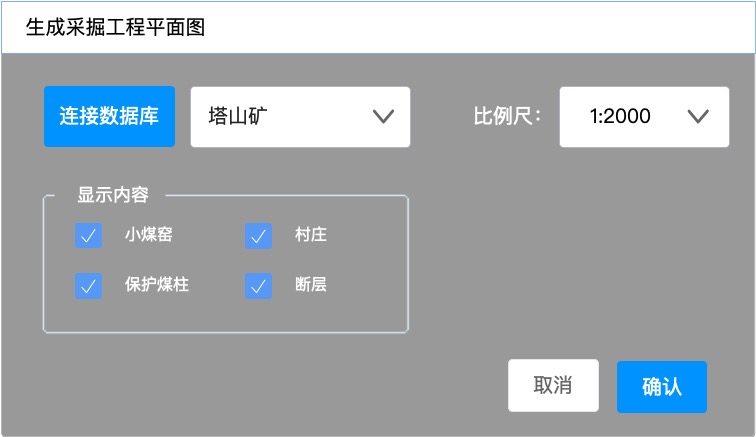 生成采掘工程平面图
连接数据库 塔山矿 比例尺： 1:2000
显示内容
小煤窑 村庄
保护煤柱 断层
取消 确认